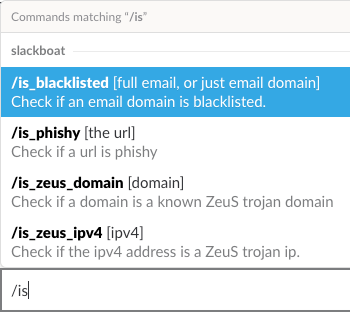 Commands matching “/is”
slackboat
/is_blacklisted [full email, or just email domain]
Check if an email domain is blacklisted.
/is_phishy [the url]
Check if a url is phishy
/is_zeus_domain [domain]
Check if a domain is a known ZeuS trojan domain
/is_zeus_ipv4 [ipv4]
Check if the ipv4 address is a ZeuS trojan ip.
/is